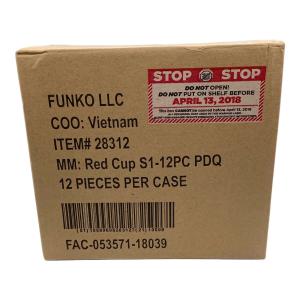 STOP STOP
DO NOT OPEN!
DO NOT PUT ON SHELF BEFORE
APRIL 13, 2018
FUNKO LLC
COO: Vietnam
ITEM# 28312
MM: Red Cup S1-12PC PDQ
12 PIECES PER CASE
FAC-053571-18039